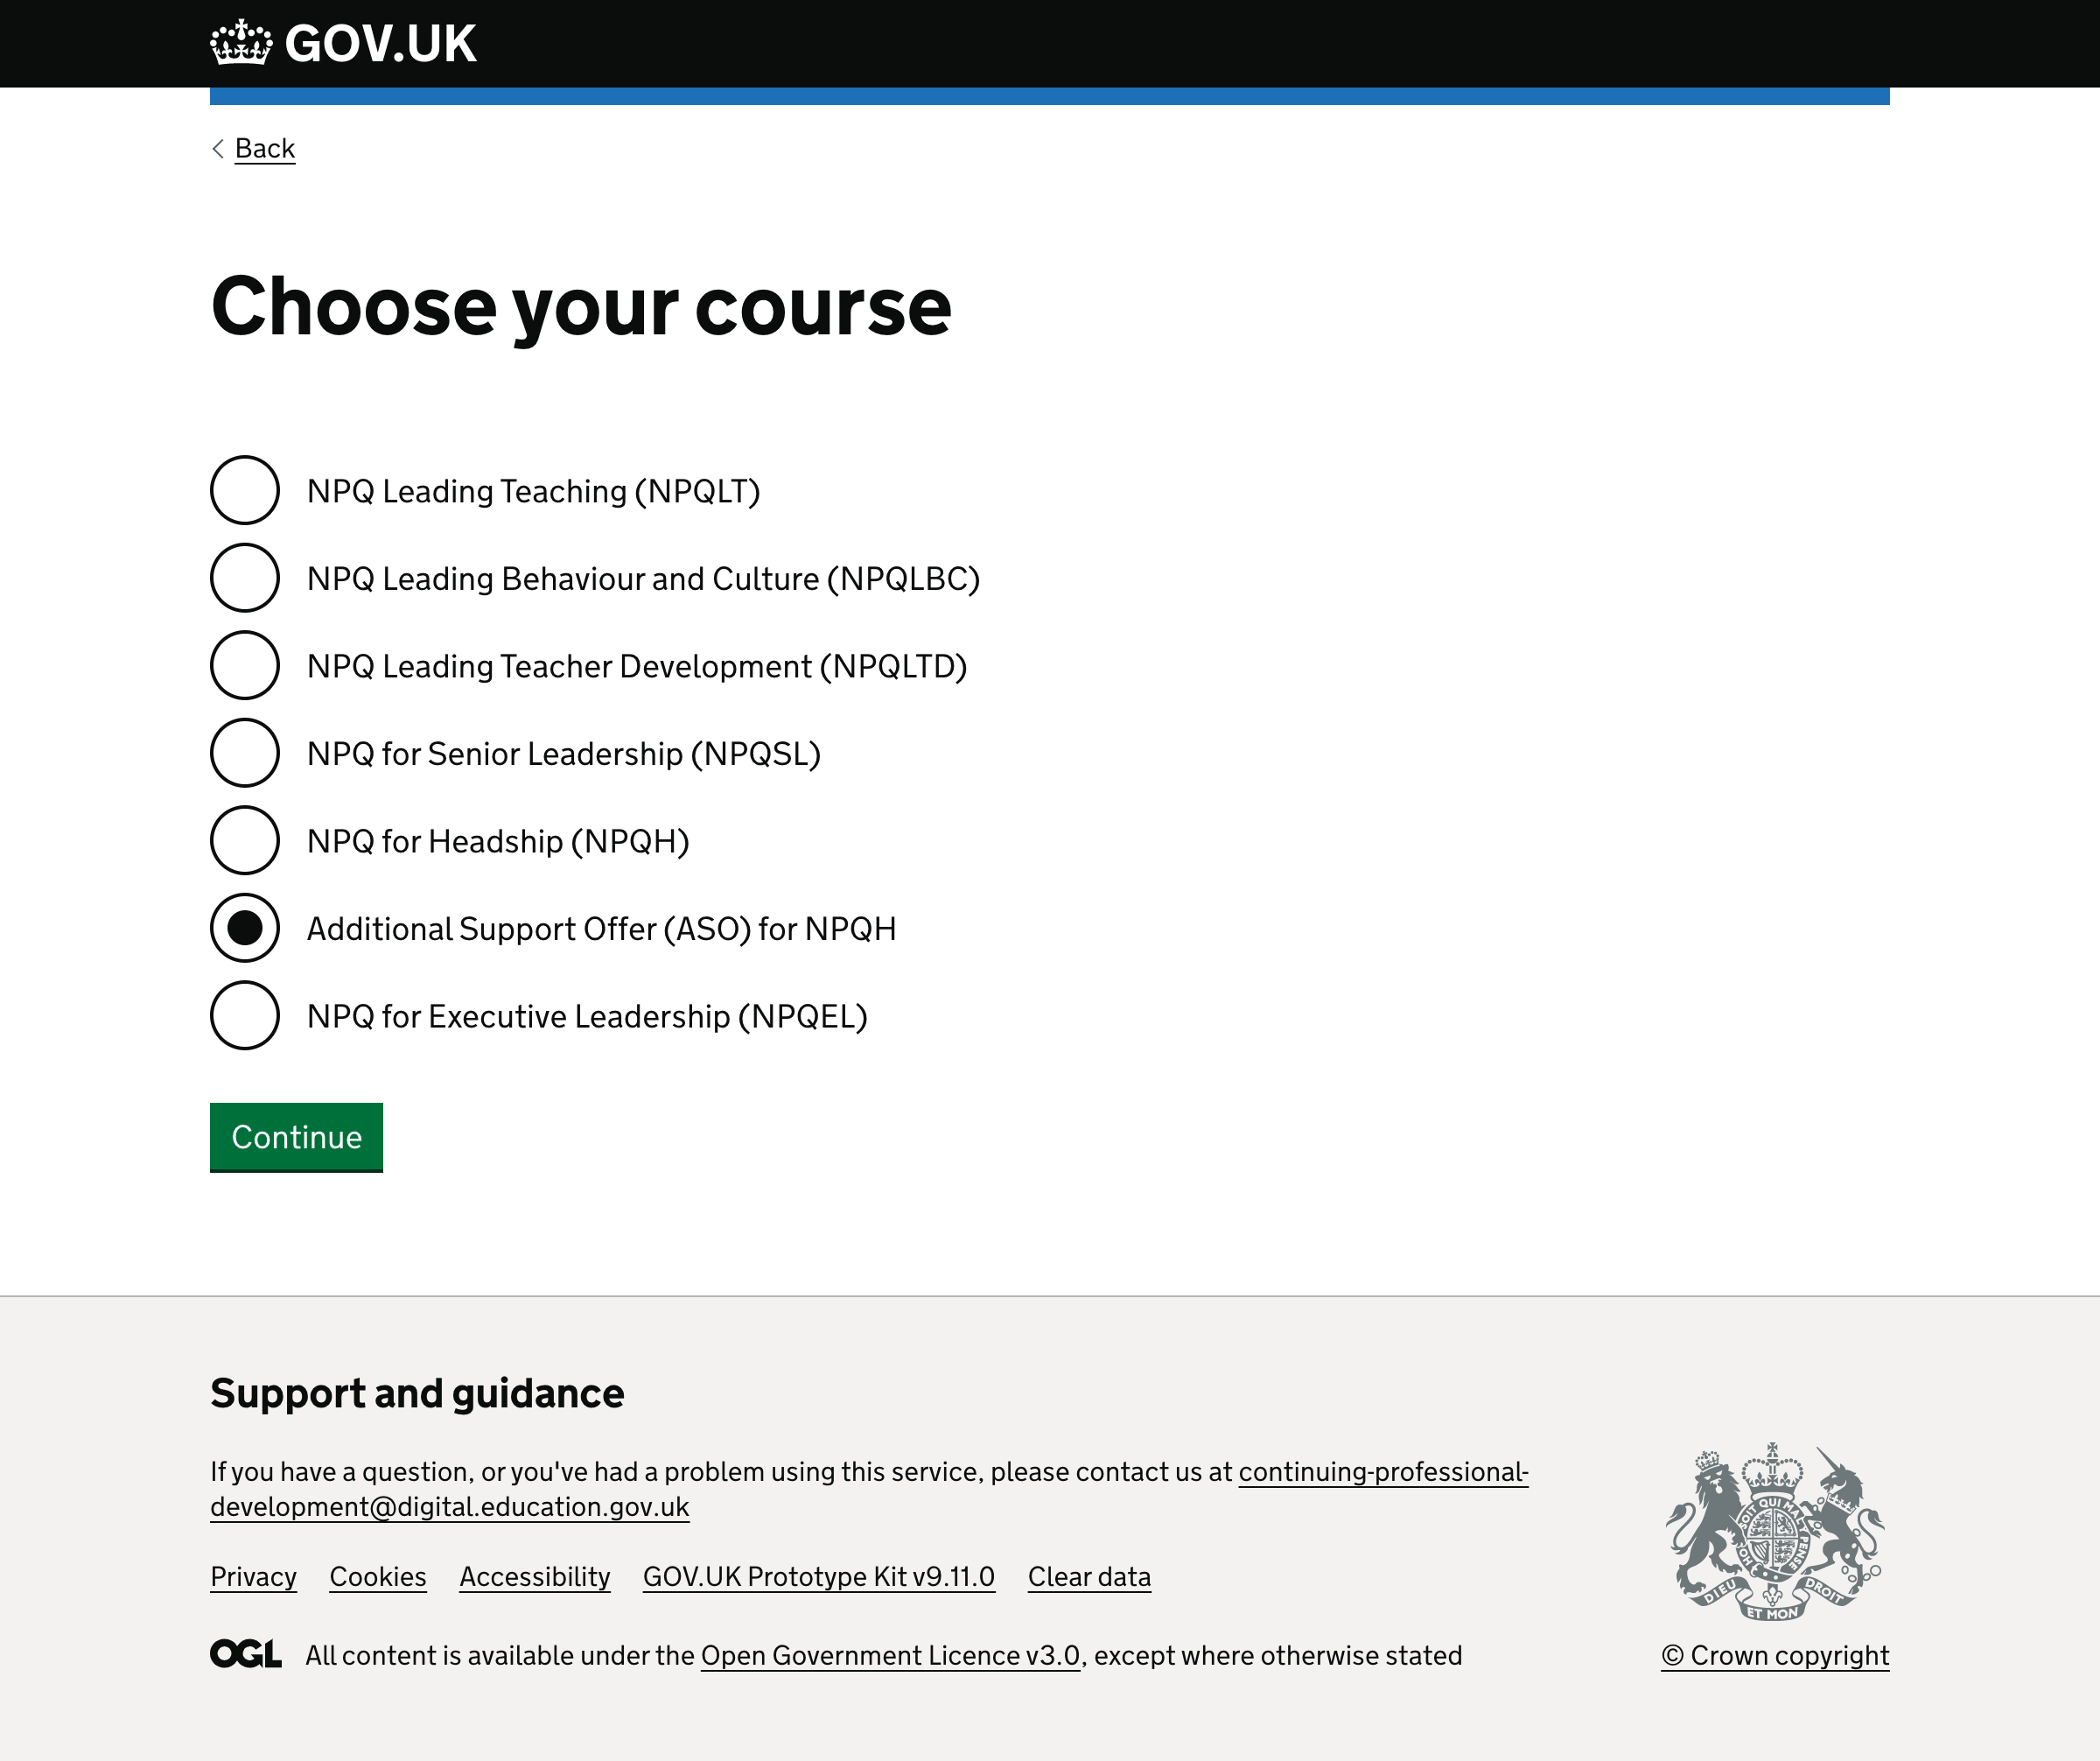 GOV.UK
Back
Choose your course
NPQ Leading Teaching (NPQLT)
NPQ Leading Behaviour and Culture (NPQLBC)
NPQ Leading Teacher Development (NPQLTD)
NPQ for Senior Leadership (NPQSL)
NPQ for Headship (NPQH)
Additional Support Offer (ASO) for NPQH
NPQ for Executive Leadership (NPQEL)
Continue
Support and guidance
If you have a question, or you've had a problem using this service, please contact us at continuing-professional-
development@digital.education.gov.uk
Privacy Cookies Accessibility GOV.UK Prototype Kit v9.11.0 Clear data
OGL All content is available under the Open Government Licence v3.0, except where otherwise stated
HONI SOIT QUI MAL Y PENSE
DIEU ET MON DROIT
© Crown copyright